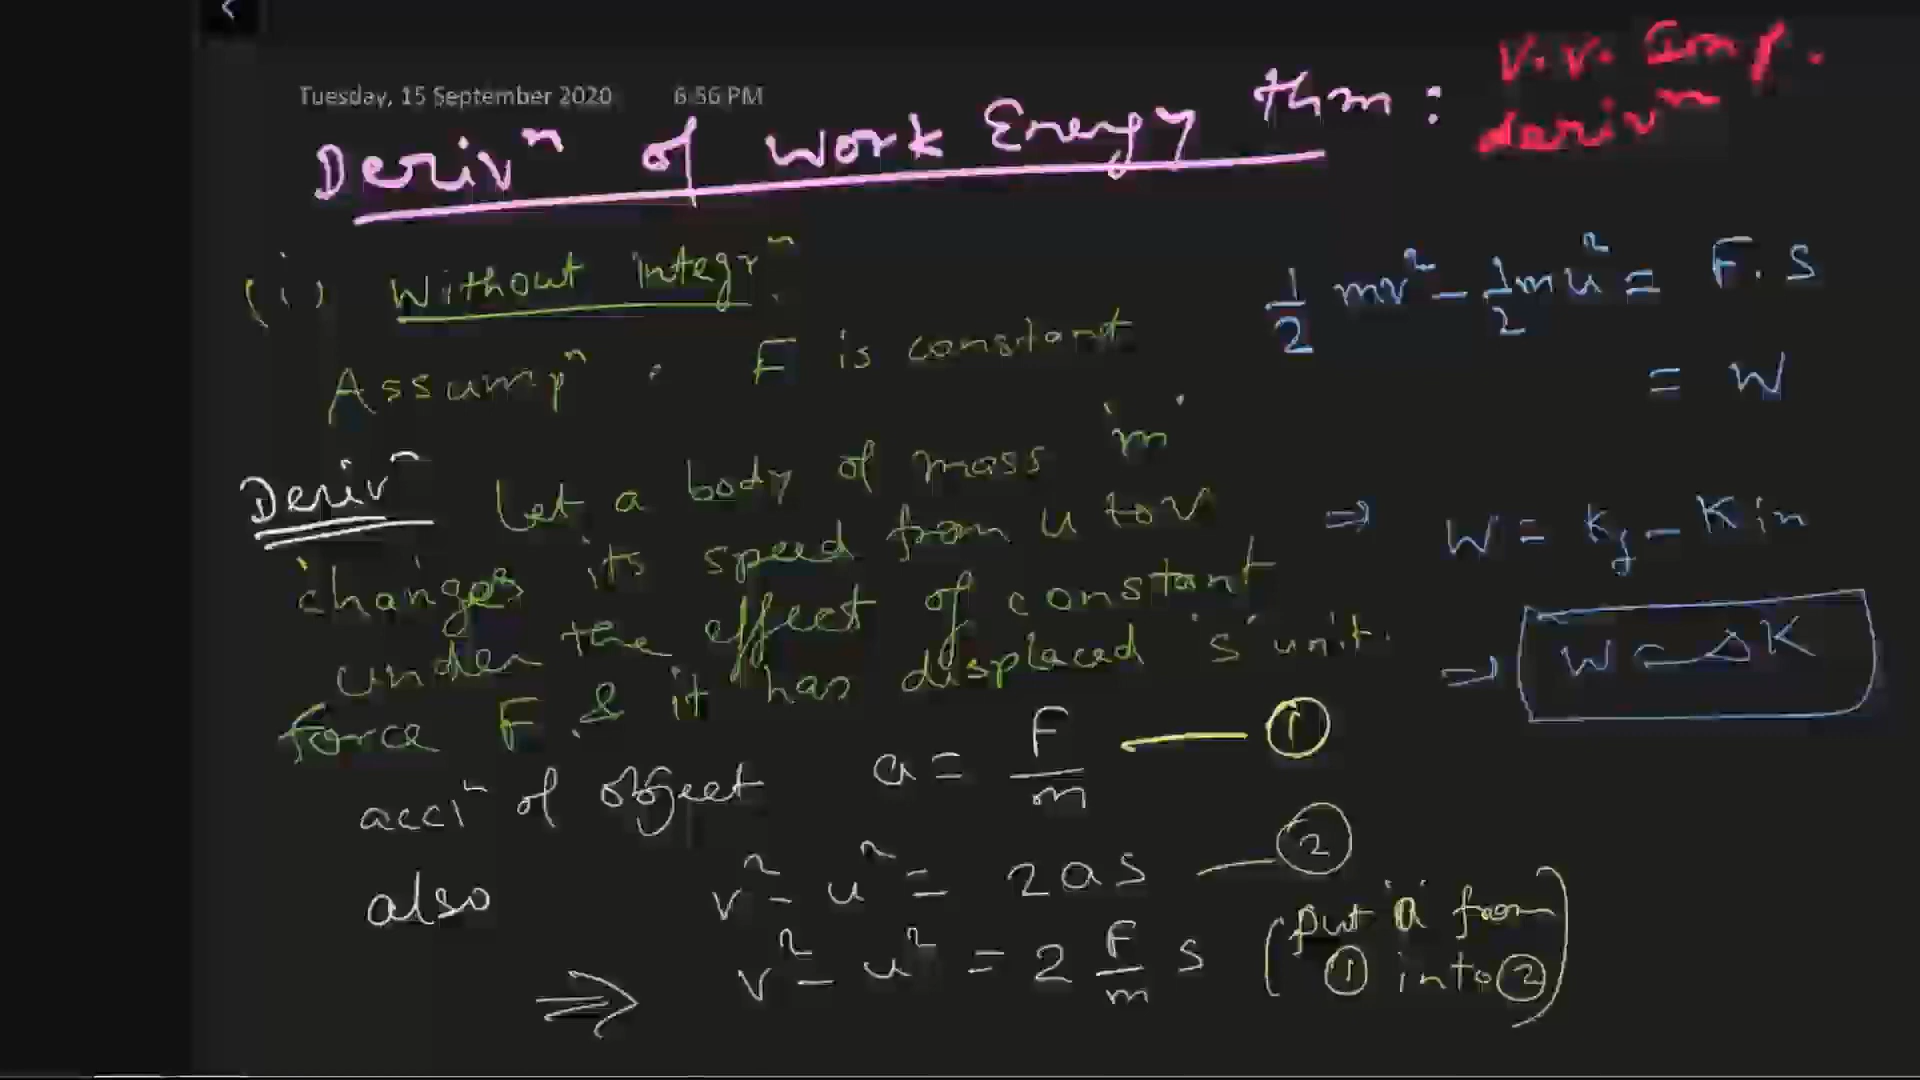 Tuesday, 15 September 2020 6:56 PM
V.V. Imp.
derivⁿ
Derivⁿ of Work Energy thm:
(i) Without integrⁿ.
Assumpⁿ. F is constant
Derivⁿ Let a body of mass 'm'
changes its speed from u to v
under the effect of constant
force F & it has displaced 's' unit.
acclⁿ of object a = F/m — ①
also v² - u² = 2as — ②
⇒ v² - u² = 2 F/m s (put 'a' from
① into ②)
1/2 mv² - 1/2 mu² = F.s
= W
⇒ W = Kf - Kin
⇒ W = ΔK